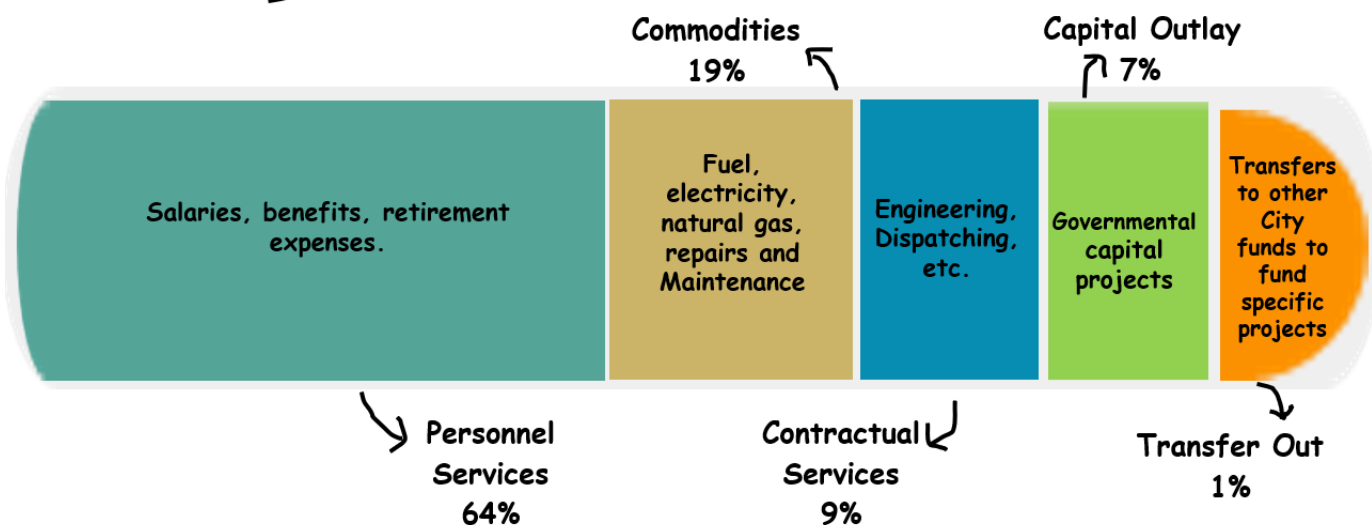 Commodities
19%
Capital Outlay
7%
Salaries, benefits, retirement
expenses.
Fuel,
electricity,
natural gas,
repairs and
Maintenance
Engineering,
Dispatching,
etc.
Governmental
capital
projects
Transfers
to other
City
funds to
fund
specific
projects
Personnel
Services
64%
Contractual
Services
9%
Transfer Out
1%